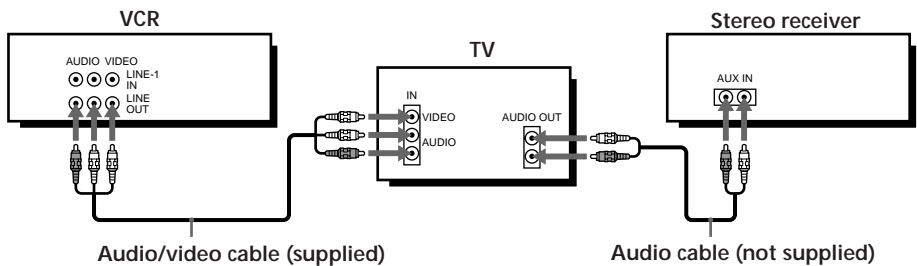 VCR
AUDIO VIDEO
LINE-1
IN
LINE
OUT
TV
IN
VIDEO
AUDIO
AUDIO OUT
Stereo receiver
AUX IN
Audio/video cable (supplied)
Audio cable (not supplied)